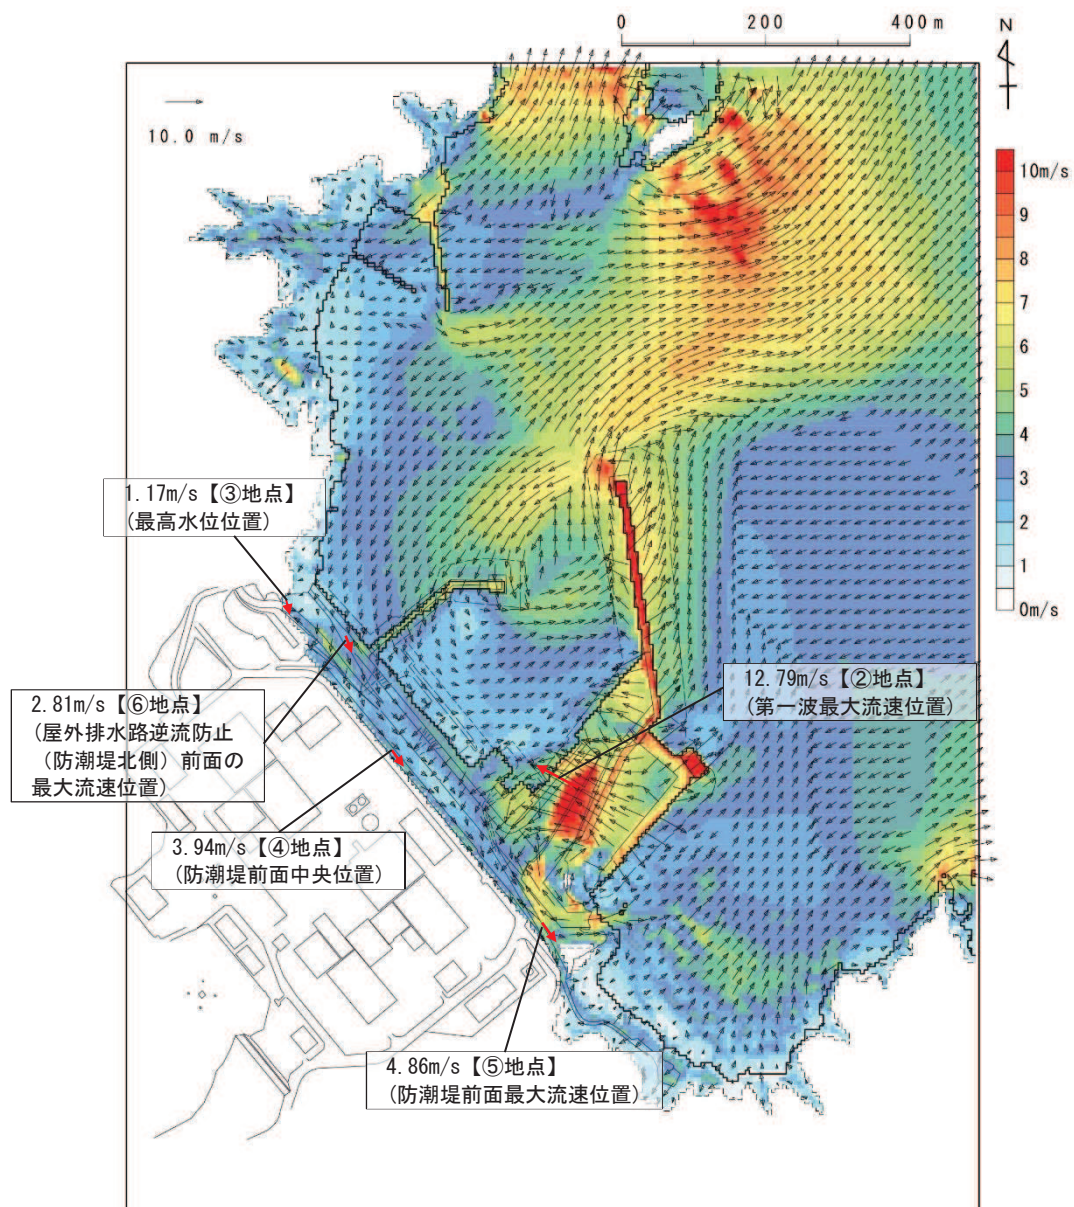 0 200 400m
N
10.0 m/s
10m/s
9
8
7
6
5
4
3
2
1
0m/s
1.17m/s【③地点】
(最高水位位置)
12.79m/s【②地点】
(第一波最大流速位置)
2.81m/s【⑥地点】
(屋外排水路逆流防止
(防潮堤北側)前面の
最大流速位置)
3.94m/s【④地点】
(防潮堤前面中央位置)
4.86m/s【⑤地点】
(防潮堤前面最大流速位置)